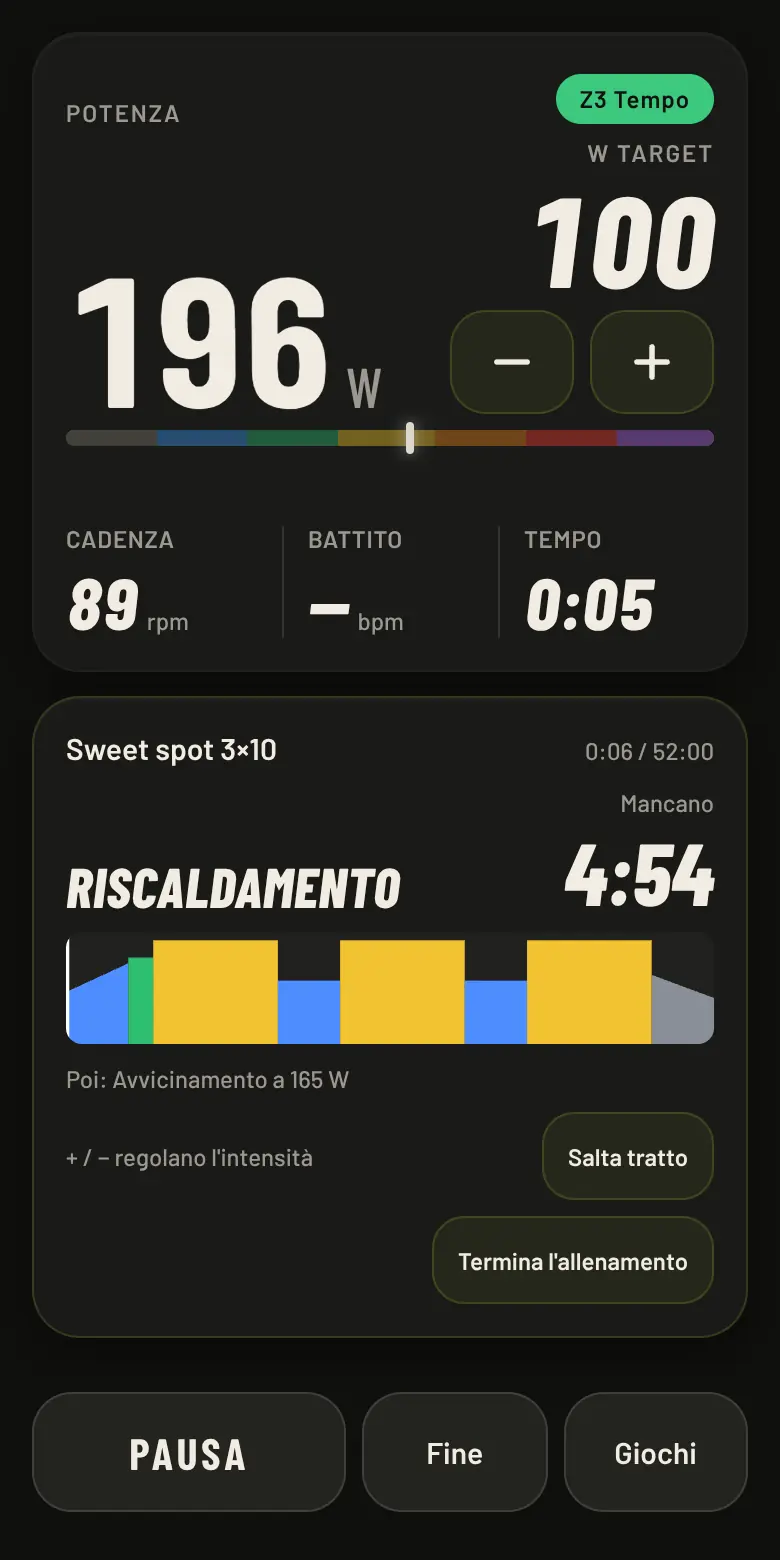 POTENZA
Z3 Tempo
W TARGET
100
196 W
− +
CADENZA
89 rpm
BATTITO
– bpm
TEMPO
0:05
Sweet spot 3×10
0:06 / 52:00
Mancano
RISCALDAMENTO
4:54
Poi: Avvicinamento a 165 W
+ / − regolano l'intensità
Salta tratto
Termina l'allenamento
PAUSA
Fine
Giochi